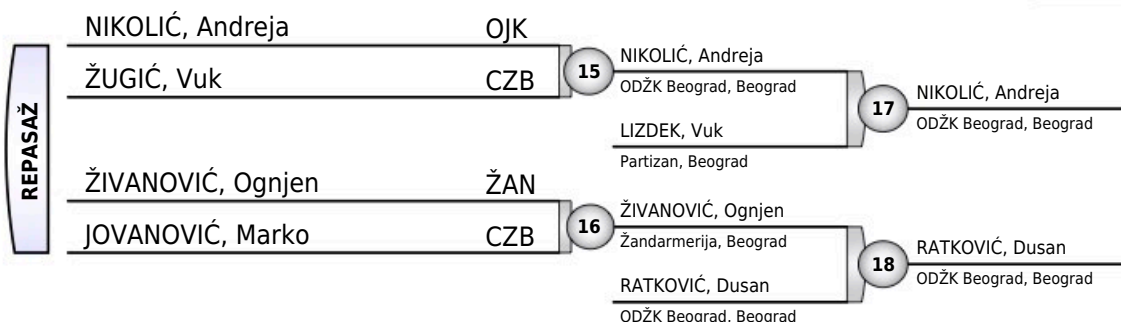 REPASAŽ
NIKOLIĆ, Andreja OJK
ŽUGIĆ, Vuk CZB
15
NIKOLIĆ, Andreja
ODŽK Beograd, Beograd
LIZDEK, Vuk
Partizan, Beograd
17
NIKOLIĆ, Andreja
ODŽK Beograd, Beograd
ŽIVANOVIĆ, Ognjen ŽAN
JOVANOVIĆ, Marko CZB
16
ŽIVANOVIĆ, Ognjen
Žandarmerija, Beograd
RATKOVIĆ, Dusan
ODŽK Beograd, Beograd
18
RATKOVIĆ, Dusan
ODŽK Beograd, Beograd